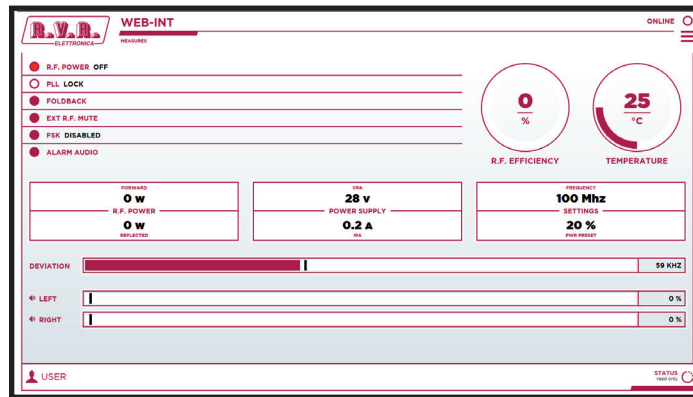 R.V.R.
ELETTRONICA
WEB-INT
MEASURES
ONLINE
R.F. POWER OFF
PLL LOCK
FOLDBACK
EXT R.F. MUTE
FSK DISABLED
ALARM AUDIO
0
%
R.F. EFFICIENCY
25
°C
TEMPERATURE
FORWARD
0 w
R.F. POWER
0 w
REFLECTED
VPA
28 v
POWER SUPPLY
0.2 A
IPA
FREQUENCY
100 Mhz
SETTINGS
20 %
PWR PRESET
DEVIATION 59 KHZ
LEFT 0 %
RIGHT 0 %
USER
STATUS
read only